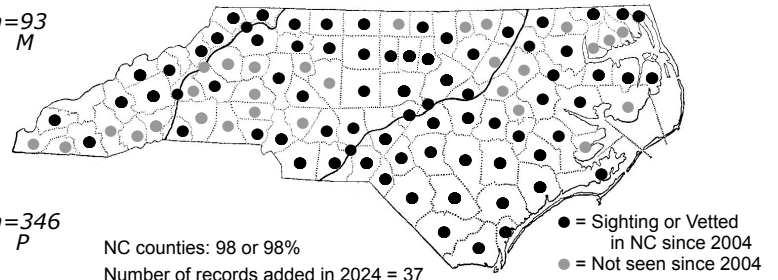 n=93
M
n=346
P
NC counties: 98 or 98%
Number of records added in 2024 = 37
● = Sighting or Vetted
in NC since 2004
● = Not seen since 2004